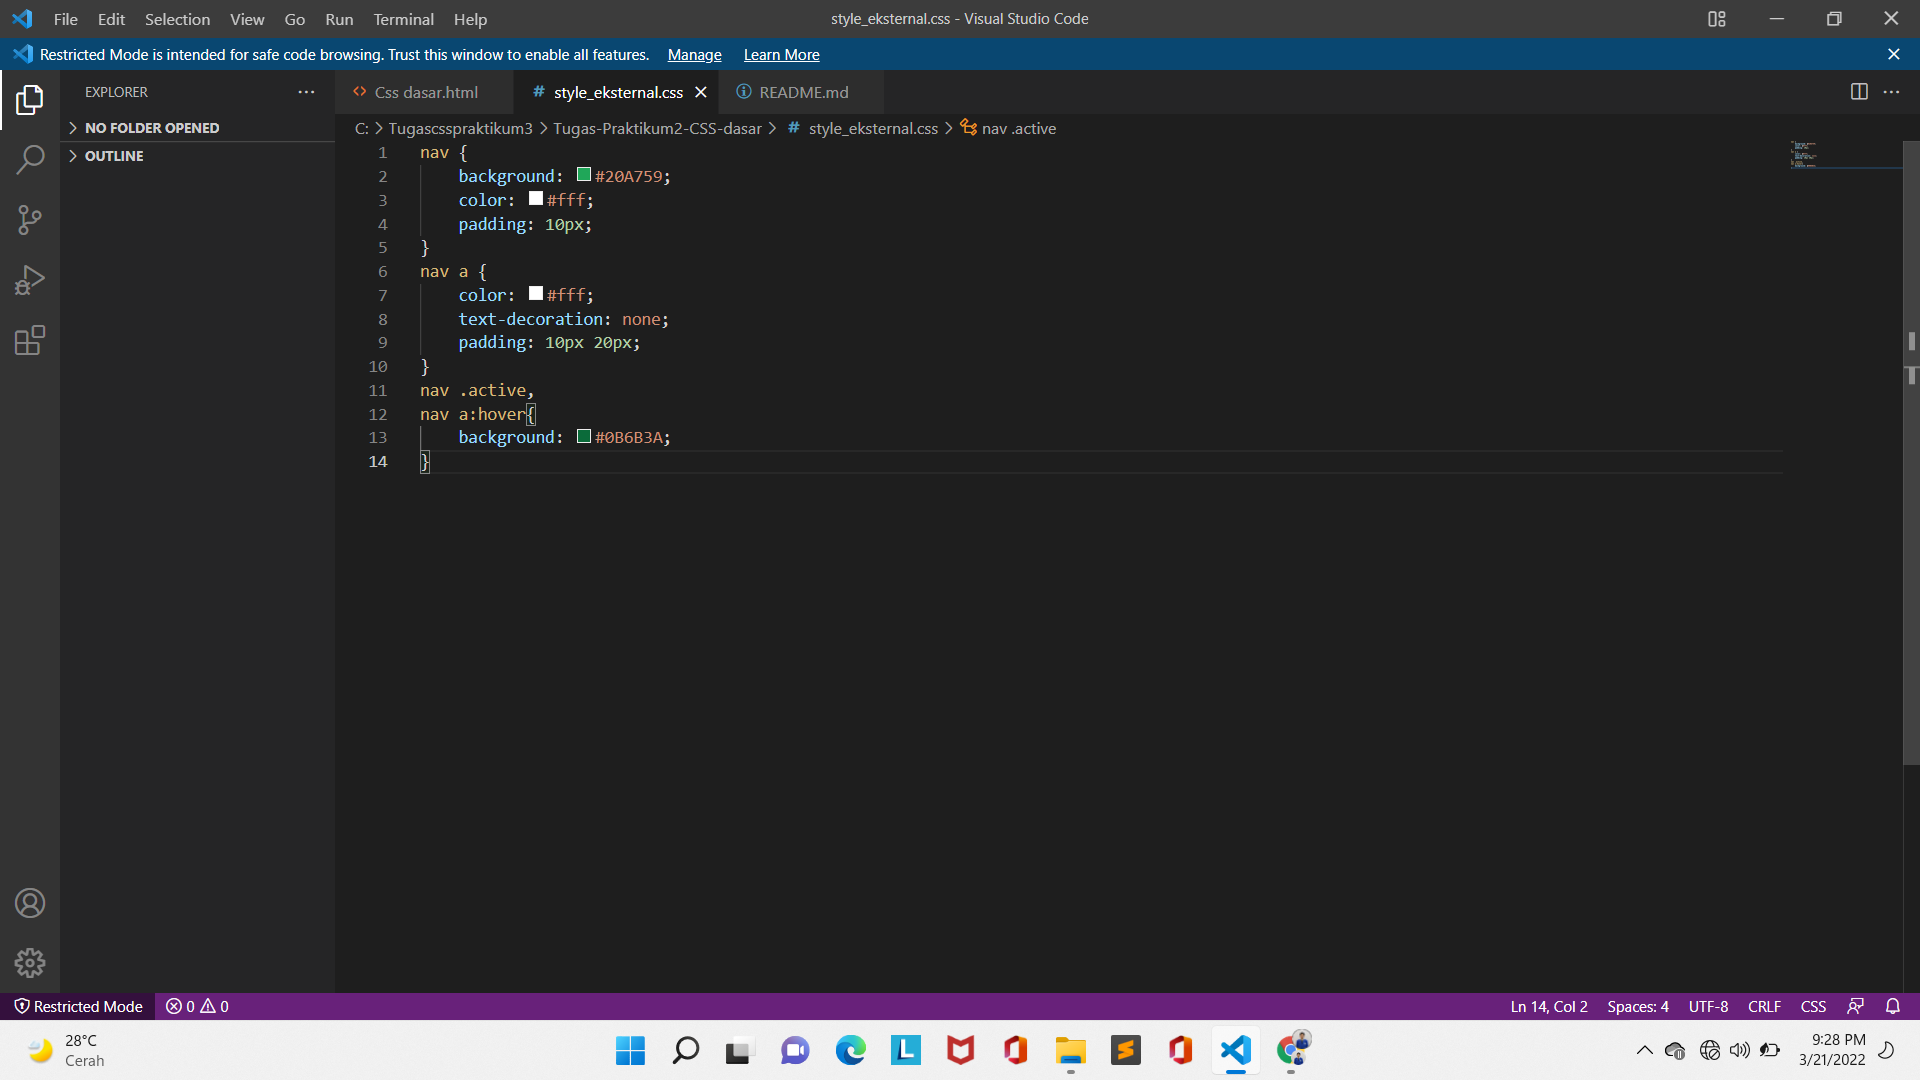 File Edit Selection View Go Run Terminal Help
style_eksternal.css - Visual Studio Code
Restricted Mode is intended for safe code browsing. Trust this window to enable all features. Manage Learn More
EXPLORER
NO FOLDER OPENED
OUTLINE
Css dasar.html
style_eksternal.css
README.md
C: > Tugascsspraktikum3 > Tugas-Praktikum2-CSS-dasar > # style_eksternal.css > nav .active
1 nav {
2 background: #20A759;
3 color: #fff;
4 padding: 10px;
5 }
6 nav a {
7 color: #fff;
8 text-decoration: none;
9 padding: 10px 20px;
10 }
11 nav .active,
12 nav a:hover{
13 background: #0B6B3A;
14 }
Restricted Mode 0 0
Ln 14, Col 2 Spaces: 4 UTF-8 CRLF CSS
28°C
Cerah
9:28 PM
3/21/2022